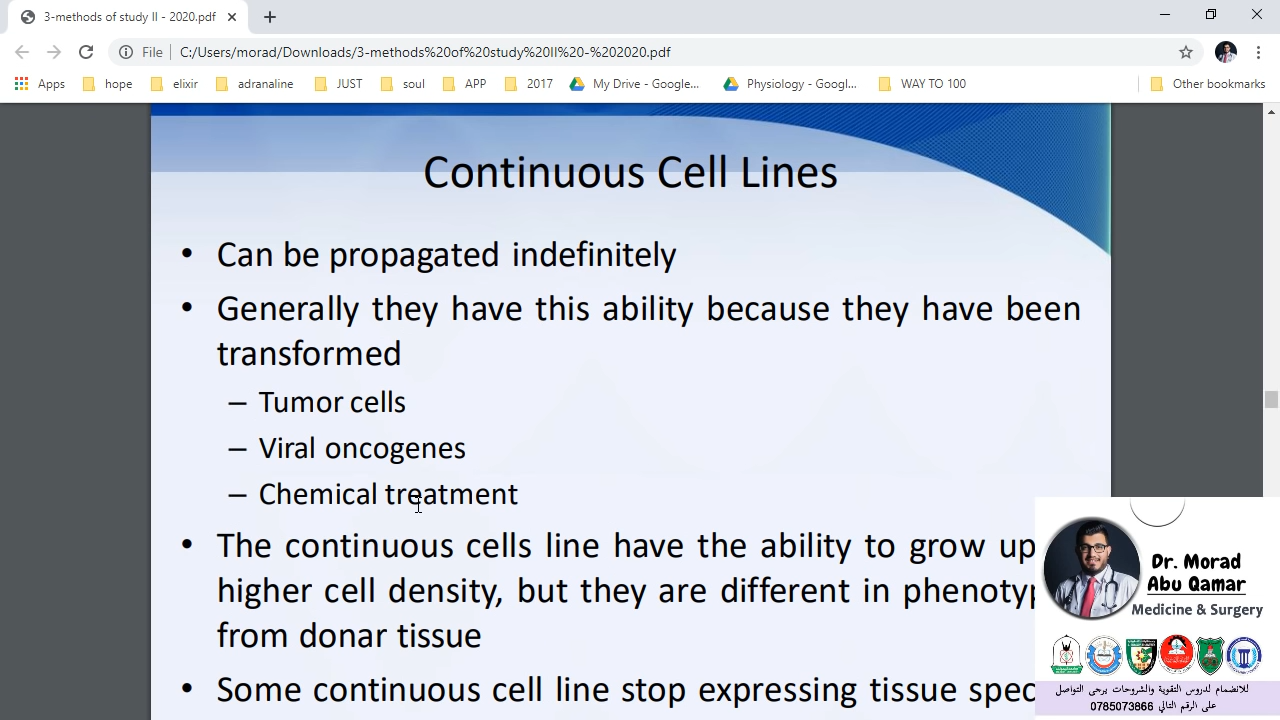 3-methods of study II - 2020.pdf
File C:/Users/morad/Downloads/3-methods%20of%20study%20II%20-%202020.pdf
Apps hope elixir adranaline JUST soul APP 2017 My Drive - Google... Physiology - Googl... WAY TO 100 Other bookmarks
Continuous Cell Lines
• Can be propagated indefinitely
• Generally they have this ability because they have been
transformed
– Tumor cells
– Viral oncogenes
– Chemical treatment
• The continuous cells line have the ability to grow up
higher cell density, but they are different in phenotyp
from donar tissue
• Some continuous cell line stop expressing tissue spec
Dr. Morad
Abu Qamar
Medicine & Surgery
للانضمام لدروس التقوية والشروحات يرجى التواصل
على الرقم التالي 0785073866